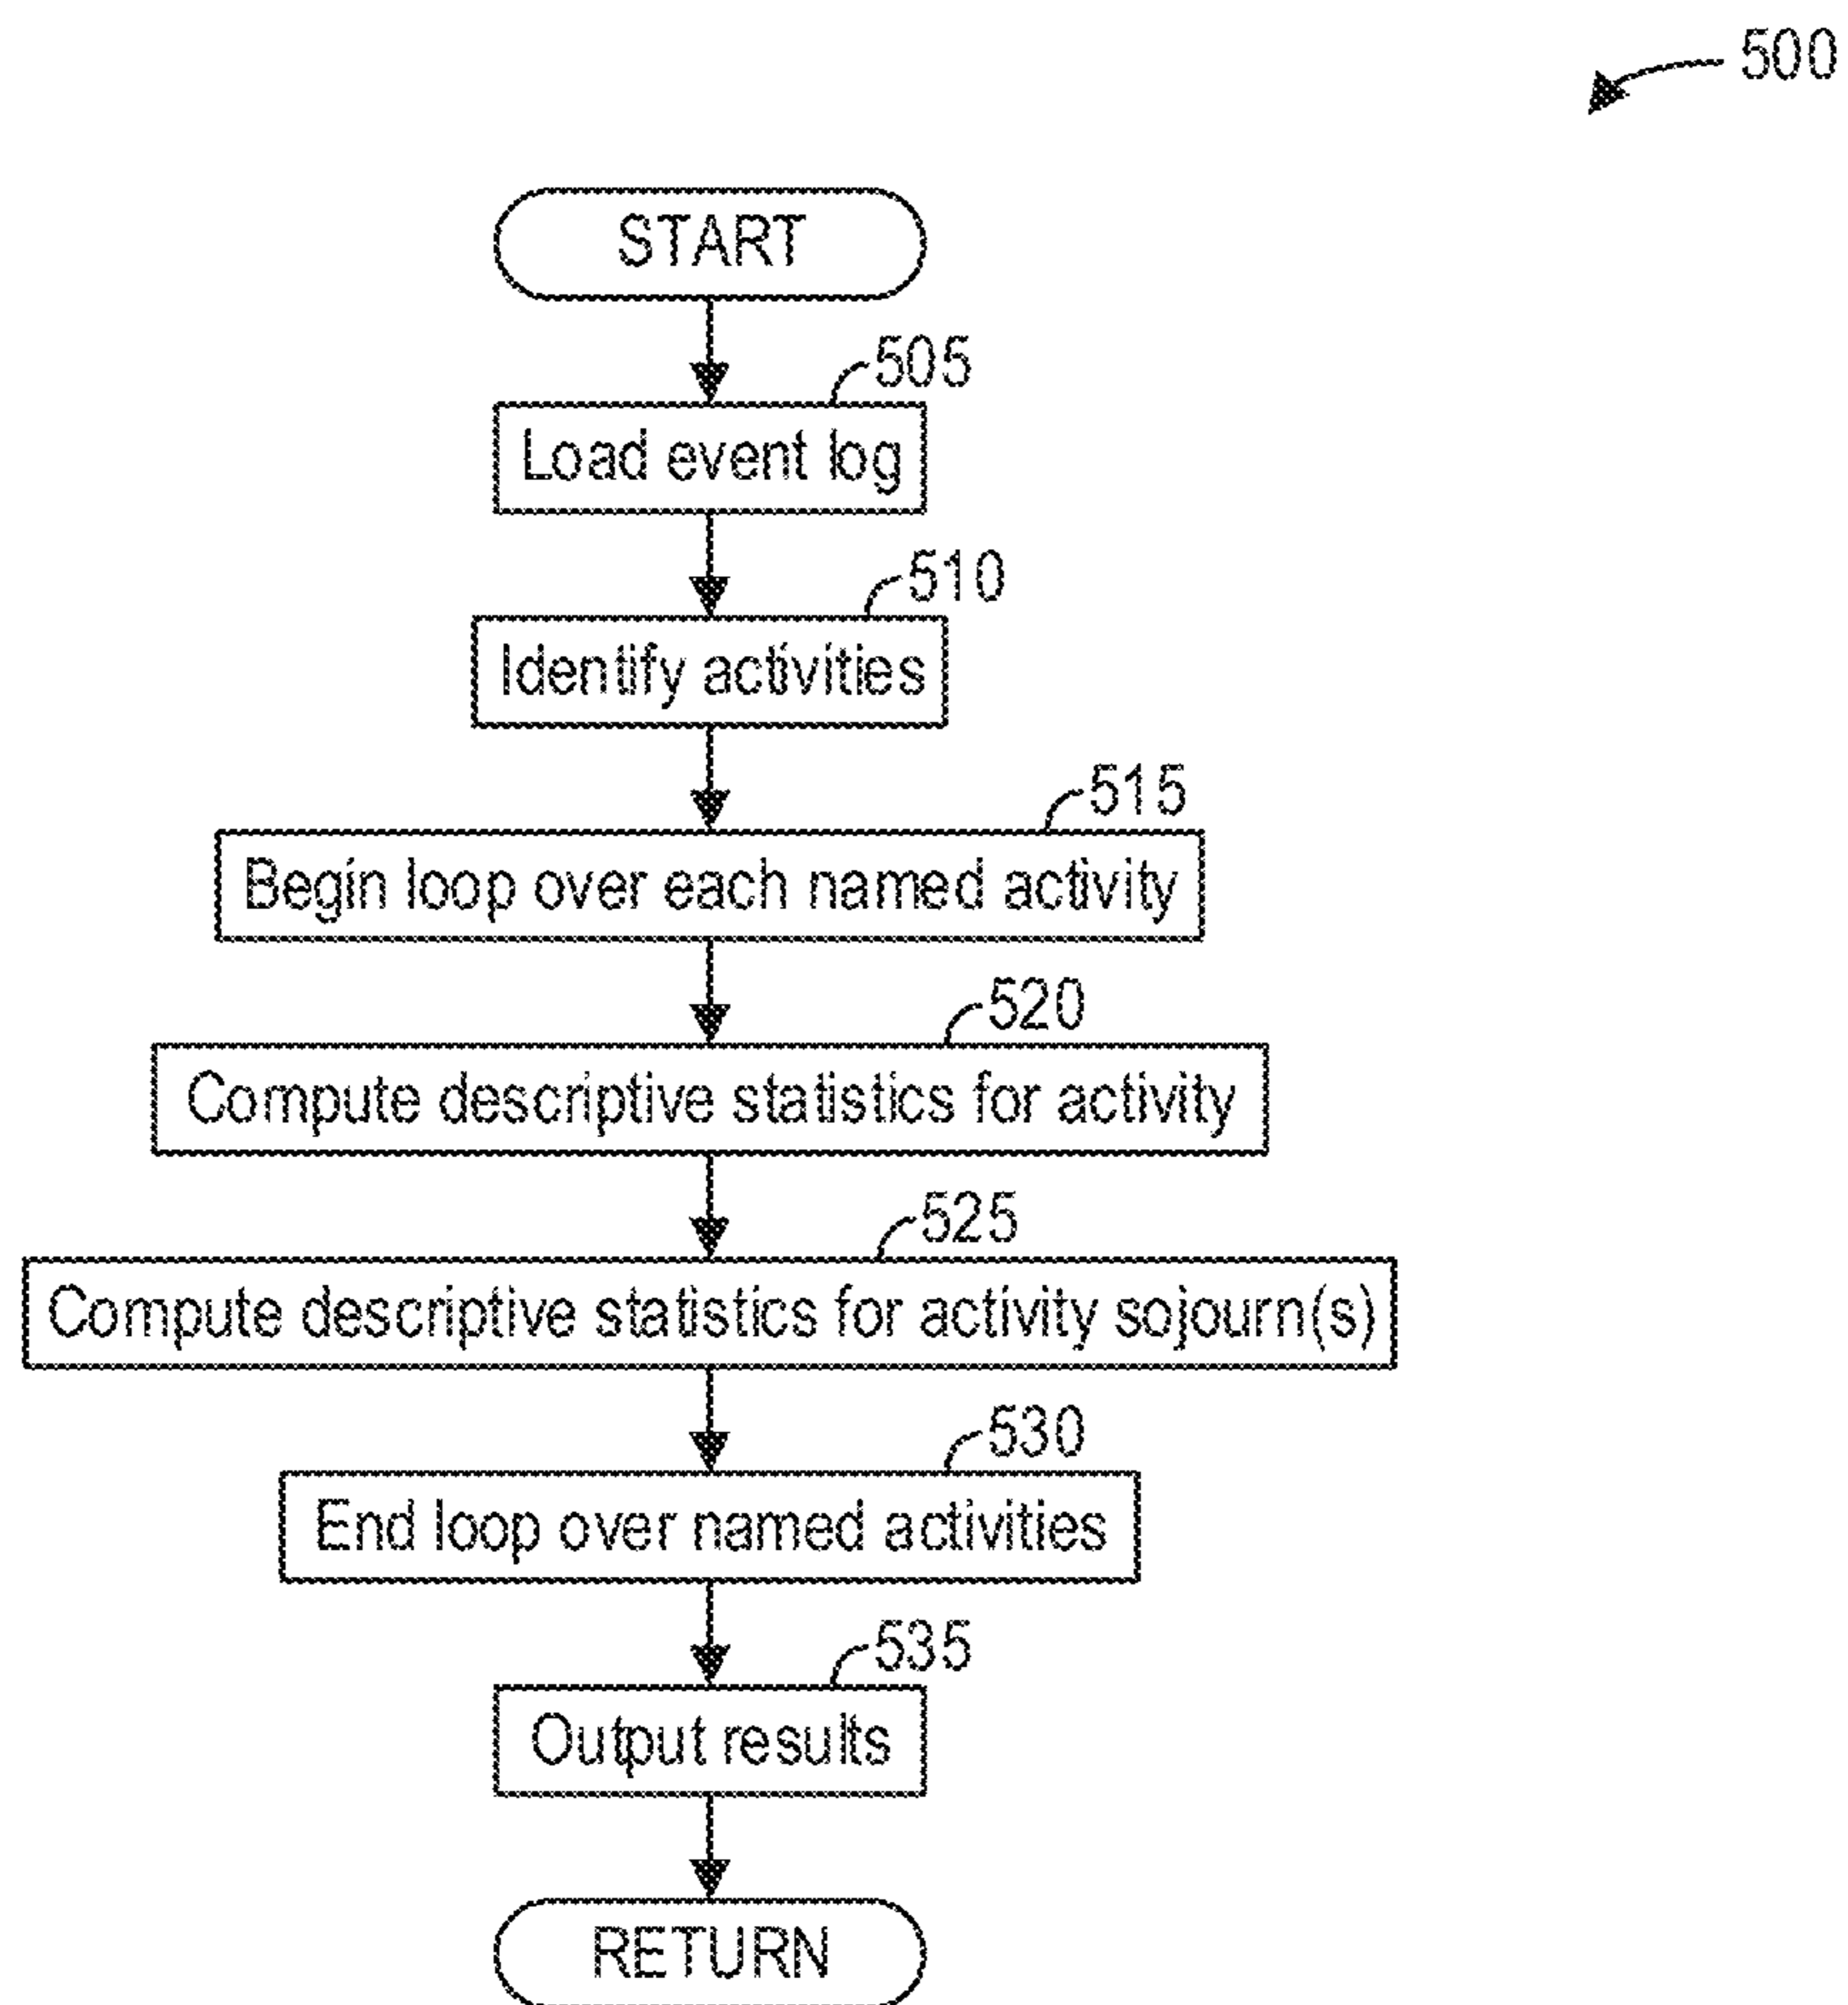 500
START
505
Load event log
510
Identify activities
515
Begin loop over each named activity
520
Compute descriptive statistics for activity
525
Compute descriptive statistics for activity sojourn(s)
530
End loop over named activities
535
Output results
RETURN